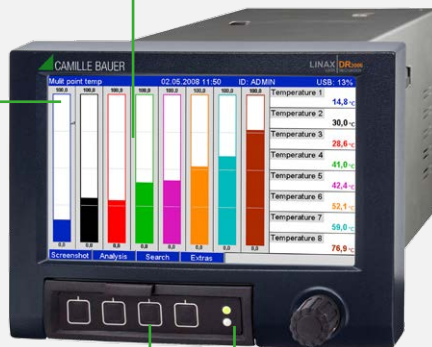 CAMILLE BAUER
LINAX DR2000
Mulit point temp 02.05.2008 11:50 ID: ADMIN USB: 13%
100,0 100,0 100,0 100,0 100,0 100,0 100,0 100,0
Temperature 1
14,8 °C
Temperature 2
30,0 °C
Temperature 3
28,6 °C
Temperature 4
41,0 °C
Temperature 5
42,4 °C
Temperature 6
52,1 °C
Temperature 7
59,0 °C
Temperature 8
76,9 °C
0,0 0,0 0,0 0,0 0,0 0,0 0,0 0,0
Screenshot Analysis Search Extras